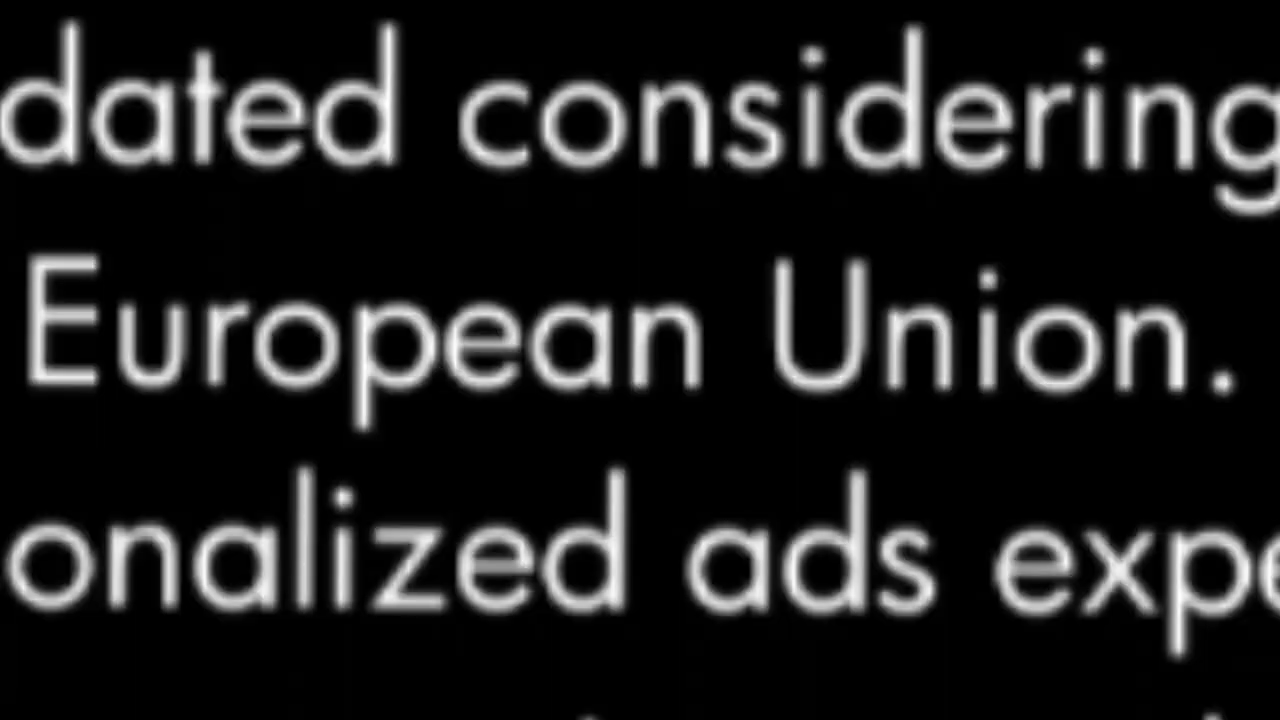 dated considering
European Union.
onalized ads expe